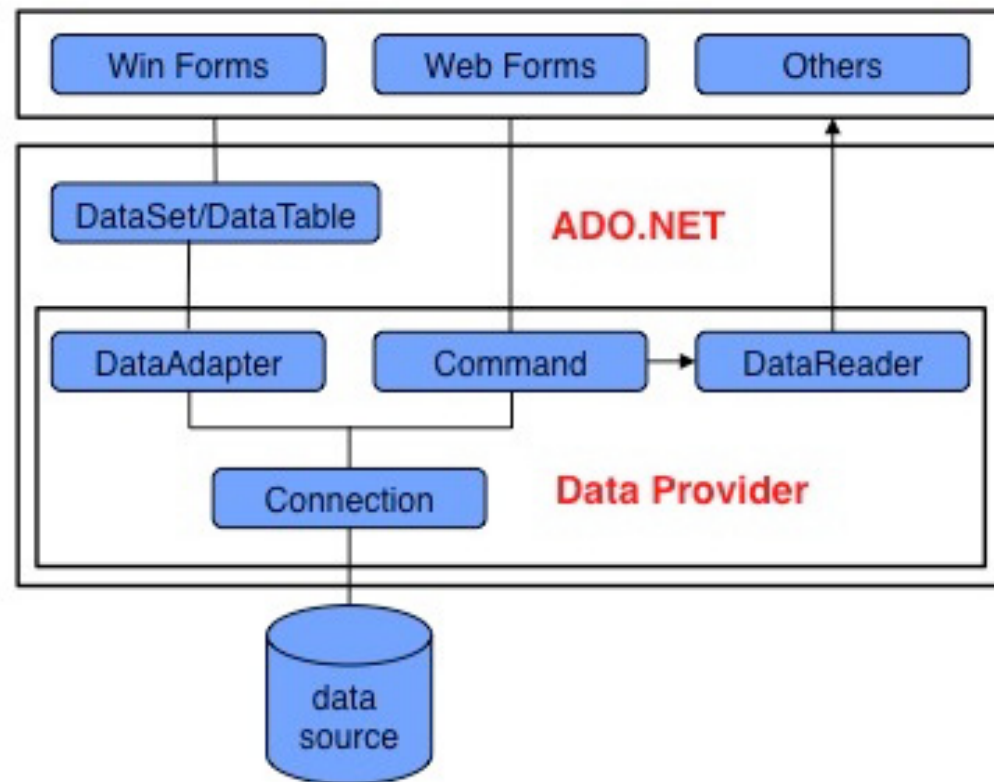 Win Forms
Web Forms
Others
DataSet/DataTable
ADO.NET
DataAdapter
Command
DataReader
Connection
Data Provider
data
source